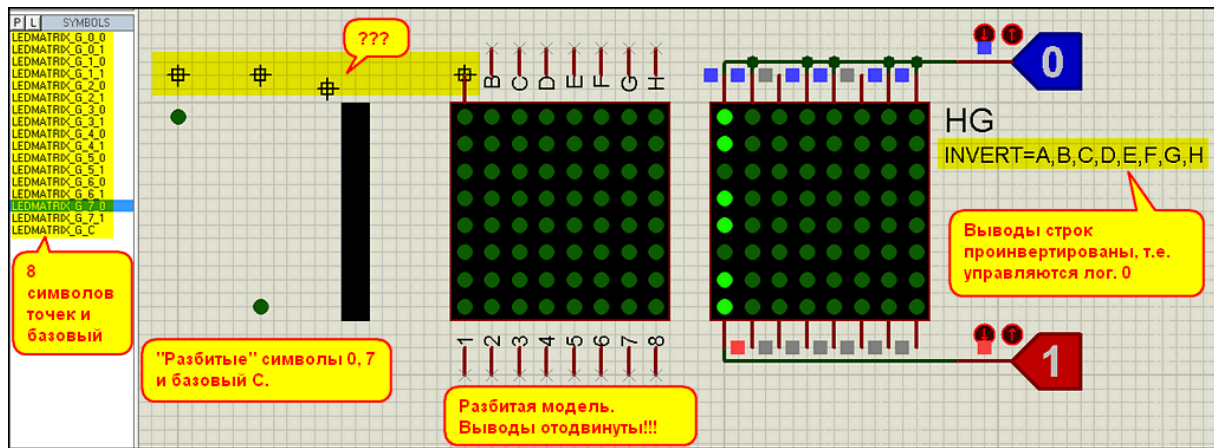 P L SYMBOLS
LEDMATRIX_G_0_0
LEDMATRIX_G_0_1
LEDMATRIX_G_1_0
LEDMATRIX_G_1_1
LEDMATRIX_G_2_0
LEDMATRIX_G_2_1
LEDMATRIX_G_3_0
LEDMATRIX_G_3_1
LEDMATRIX_G_4_0
LEDMATRIX_G_4_1
LEDMATRIX_G_5_0
LEDMATRIX_G_5_1
LEDMATRIX_G_6_0
LEDMATRIX_G_6_1
LEDMATRIX_G_7_0
LEDMATRIX_G_7_1
LEDMATRIX_G_C
8
символов
точек и
базовый
???
"Разбитые" символы 0, 7
и базовый С.
B C D E F G H
1 2 3 4 5 6 7 8
Разбитая модель.
Выводы отодвинуты!!!
0
HG
INVERT=A,B,C,D,E,F,G,H
Выводы строк
проинвертированы, т.е.
управляются лог. 0
1